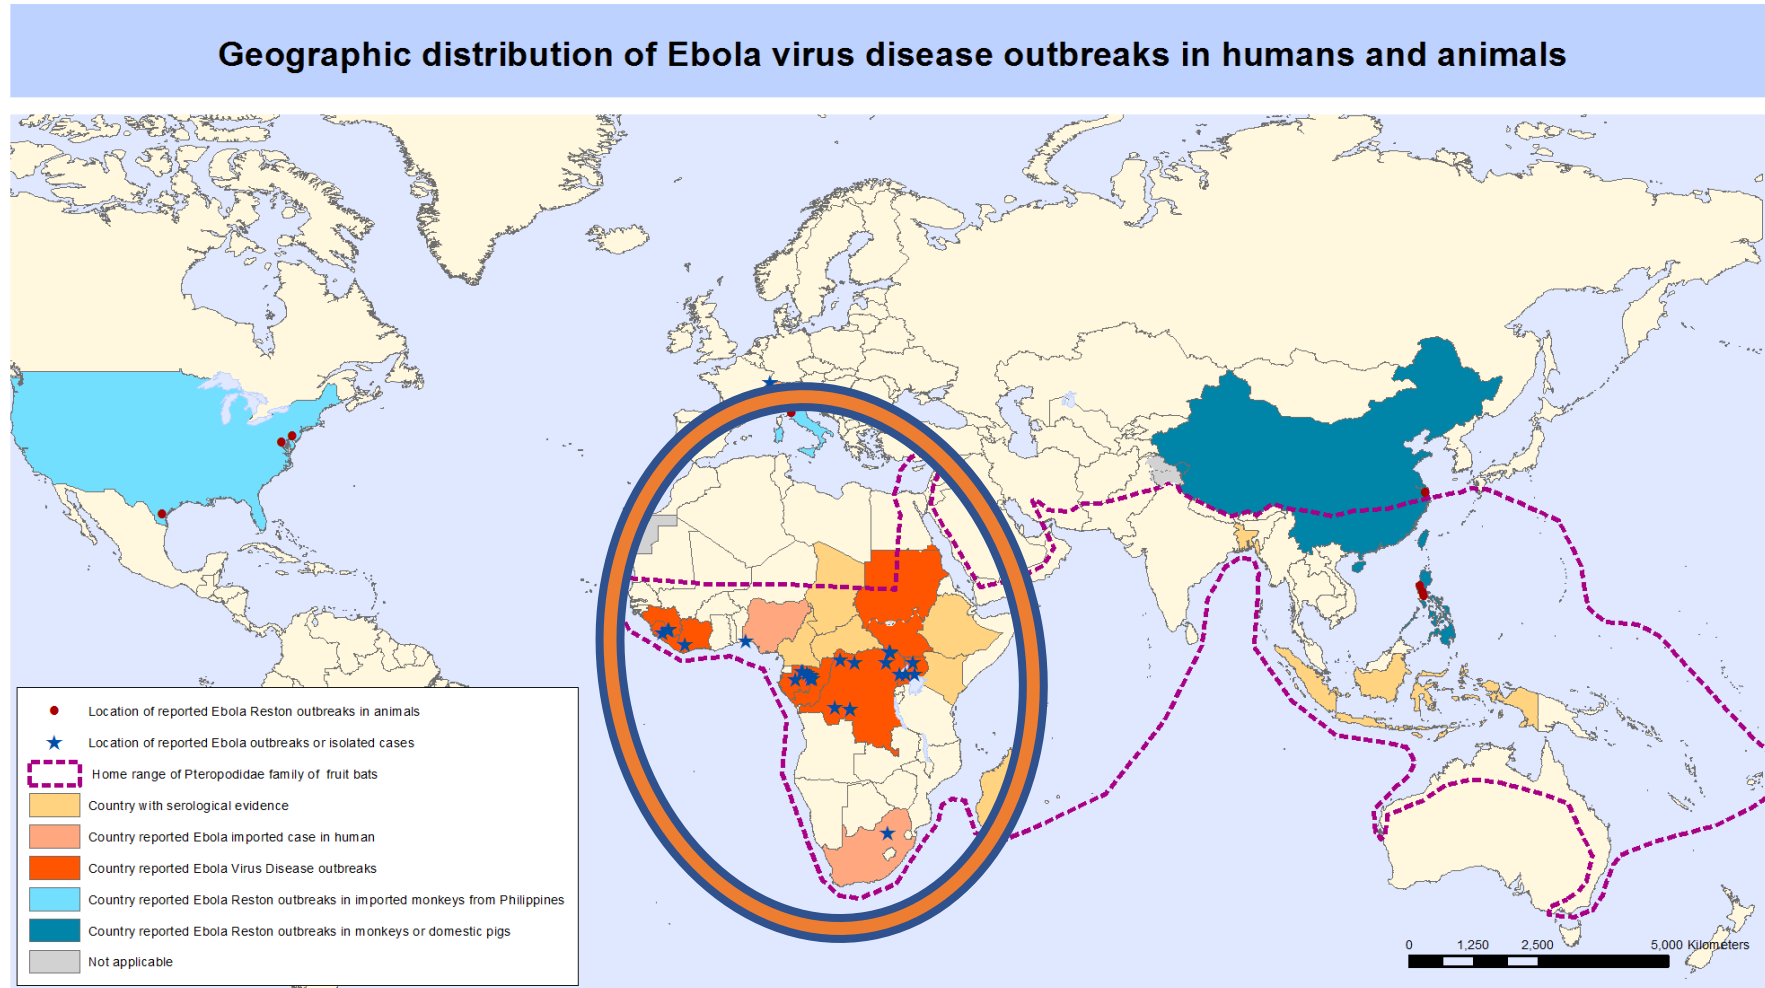 Geographic distribution of Ebola virus disease outbreaks in humans and animals
Location of reported Ebola Reston outbreaks in animals
Location of reported Ebola outbreaks or isolated cases
Home range of Pteropodidae family of fruit bats
Country with serological evidence
Country reported Ebola imported case in human
Country reported Ebola Virus Disease outbreaks
Country reported Ebola Reston outbreaks in imported monkeys from Philippines
Country reported Ebola Reston outbreaks in monkeys or domestic pigs
Not applicable
0 1,250 2,500 5,000 Kilometers